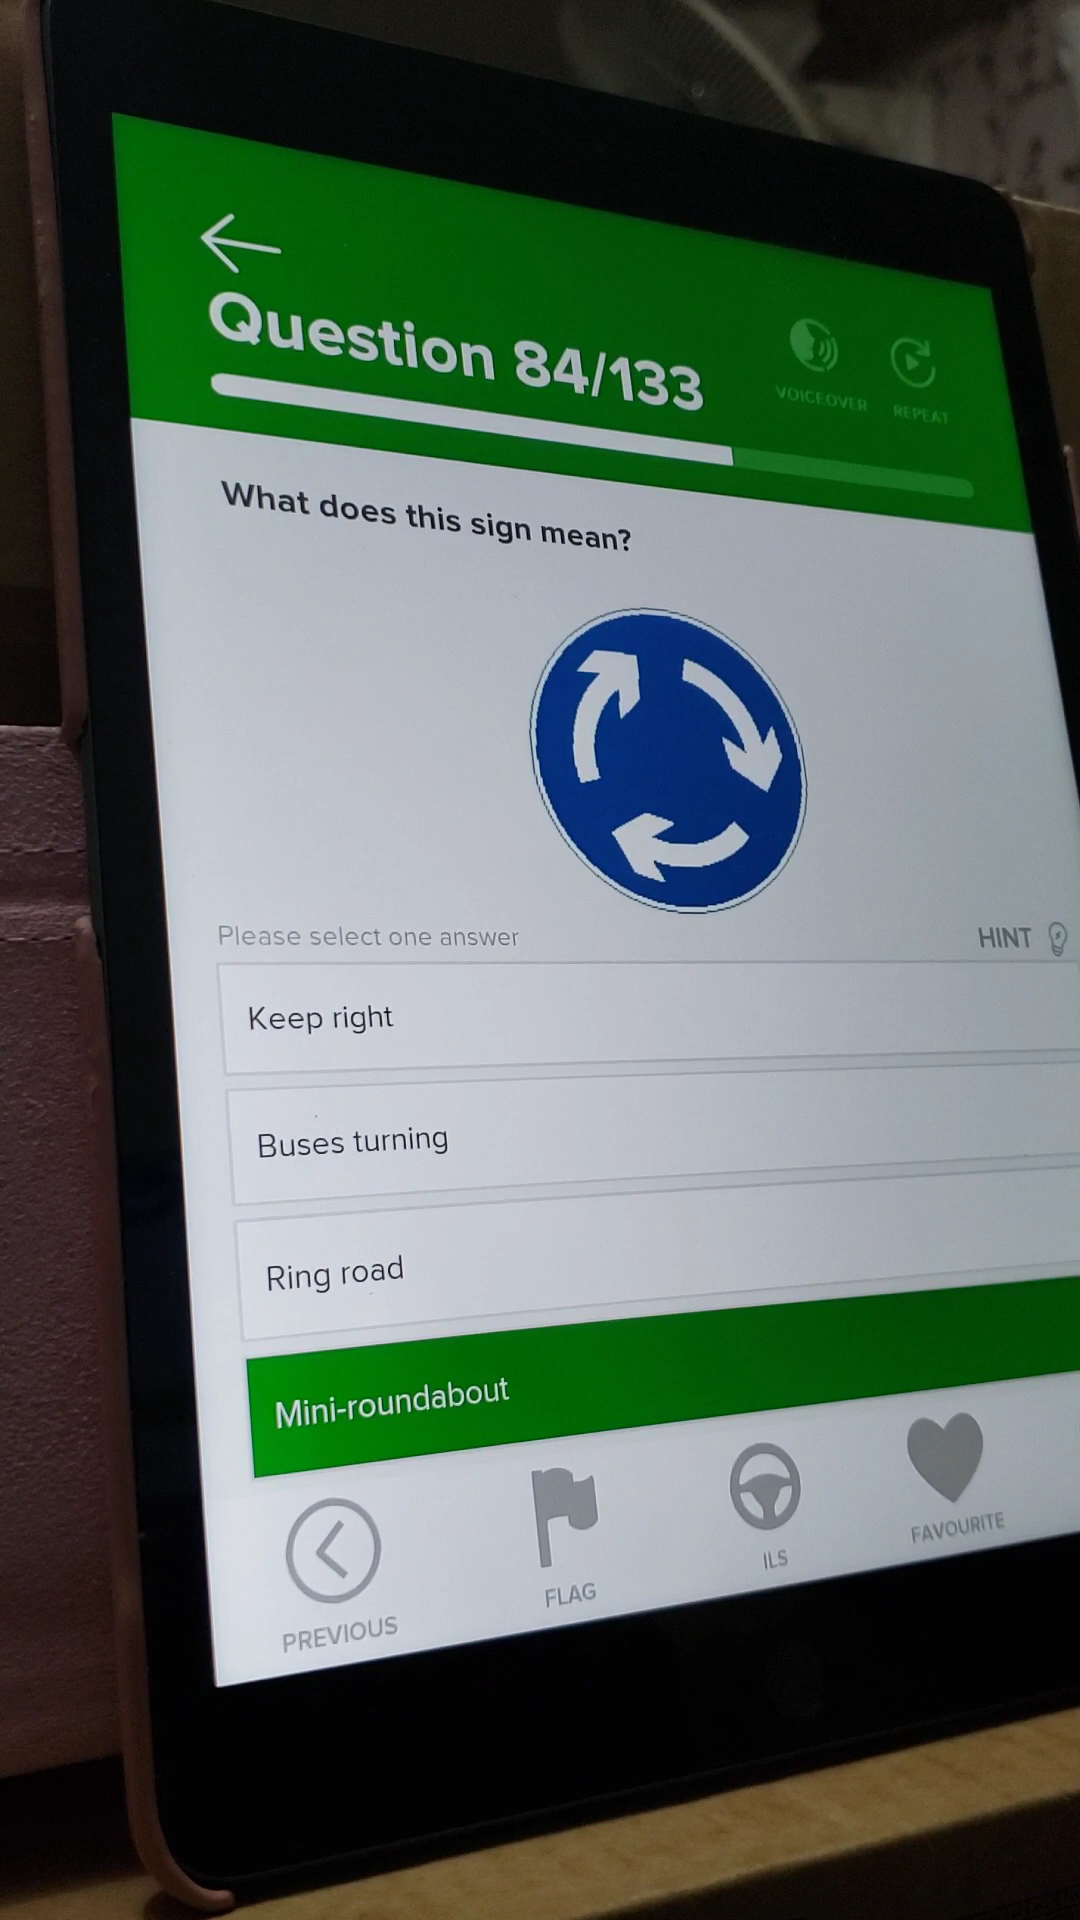 Question 84/133
VOICEOVER
REPEAT
What does this sign mean?
Please select one answer
HINT
Keep right
Buses turning
Ring road
Mini-roundabout
PREVIOUS
FLAG
ILS
FAVOURITE